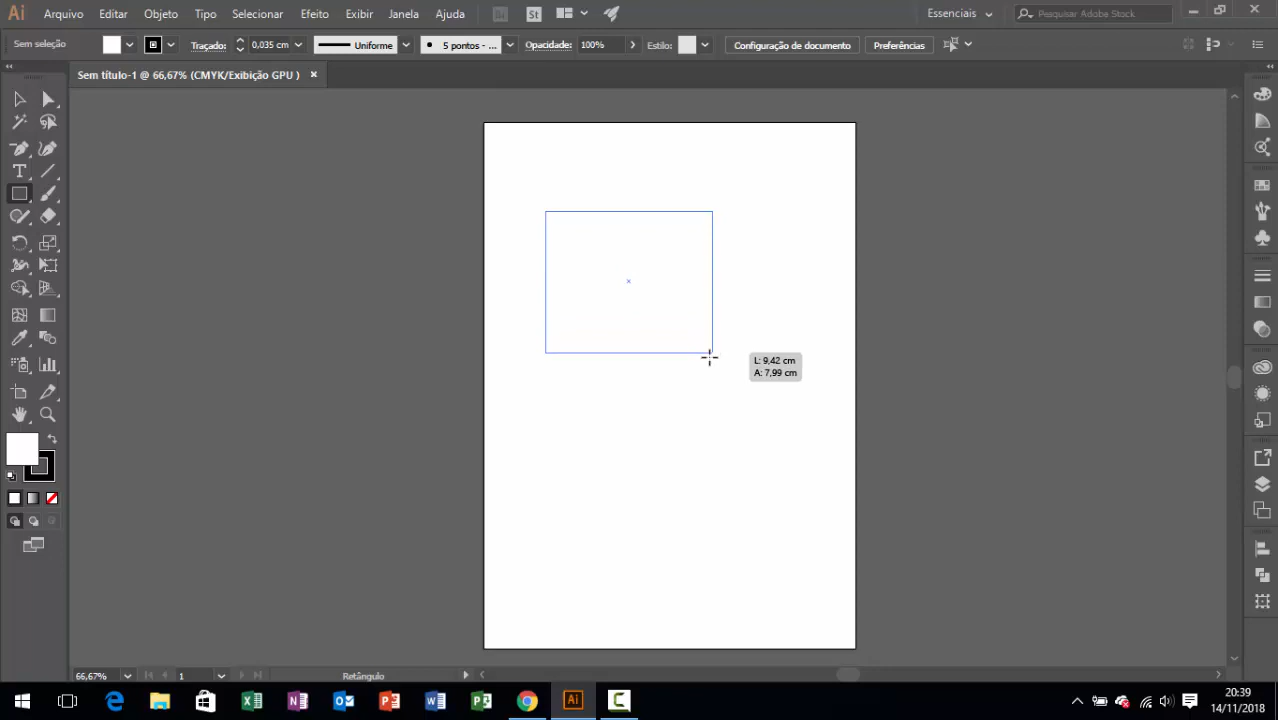 Ai Arquivo Editar Objeto Tipo Selecionar Efeito Exibir Janela Ajuda Br St Essenciais Pesquisar Adobe Stock
Sem seleção Traçado: 0,035 cm Uniforme 5 pontos - ... Opacidade: 100% Estilo: Configuração de documento Preferências
Sem título-1 @ 66,67% (CMYK/Exibição GPU )
T
L: 9,42 cm
A: 7,99 cm
66,67% 1 Retângulo
Ai
20:39
14/11/2018